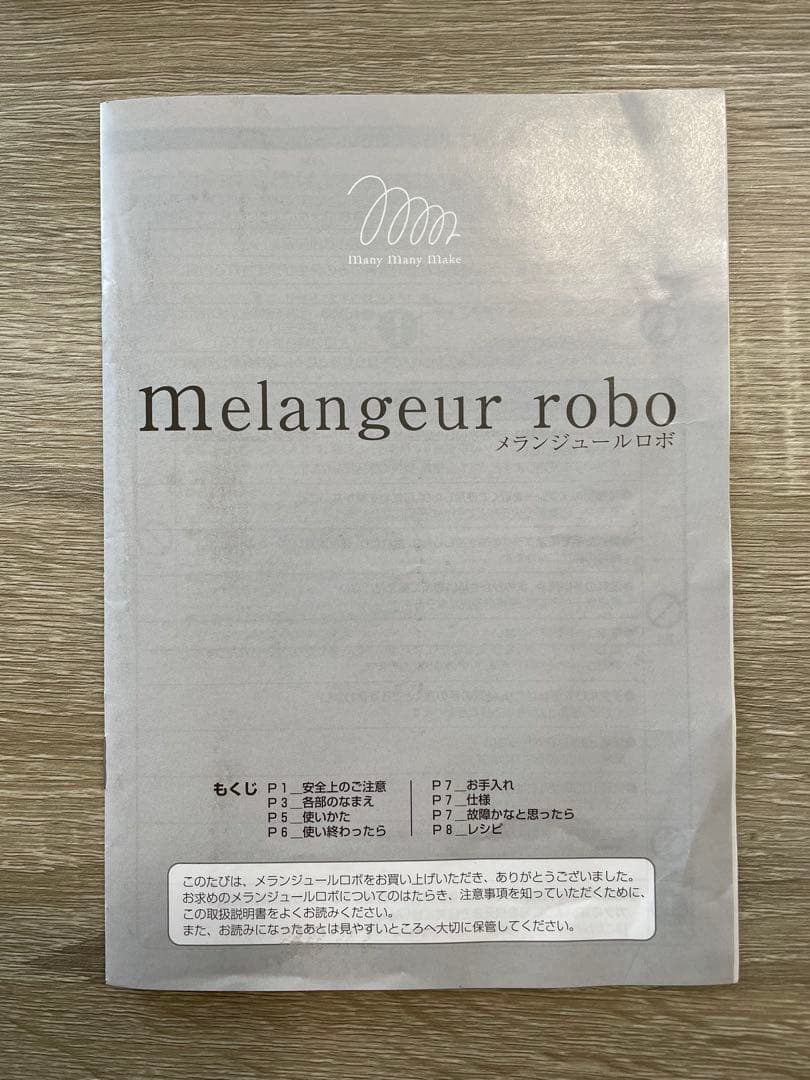 many many make
melangeur robo
メランジュールロボ
もくじ
P1＿安全上のご注意
P3＿各部のなまえ
P5＿使いかた
P6＿使い終わったら
P7＿お手入れ
P7＿仕様
P7＿故障かなと思ったら
P8＿レシピ
このたびは、メランジュールロボをお買い上げいただき、ありがとうございました。
お求めのメランジュールロボについてのはたらき、注意事項を知っていただくために、
この取扱説明書をよくお読みください。
また、お読みになったあとは見やすいところへ大切に保管してください。